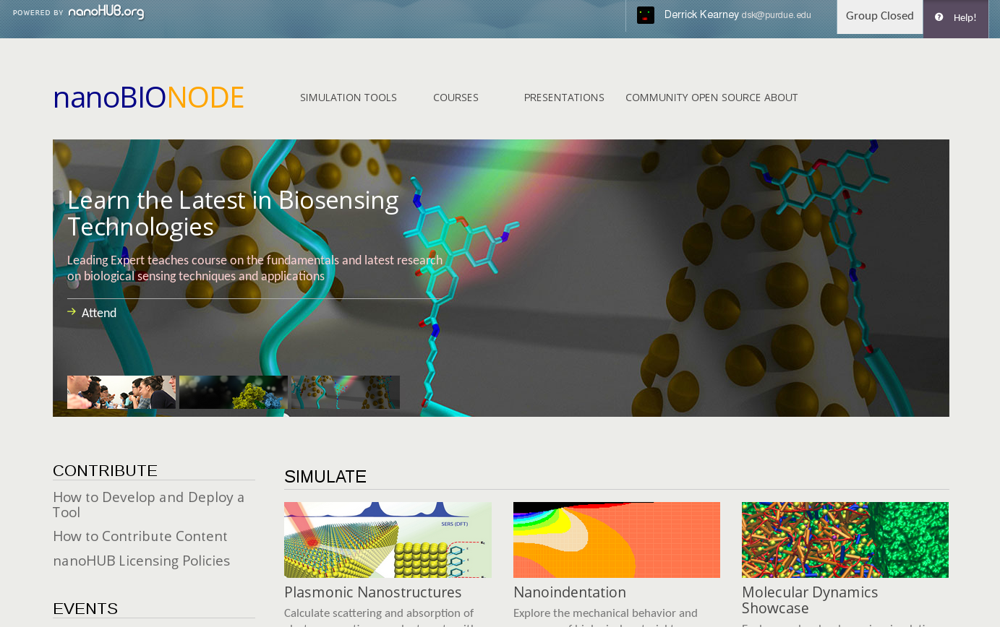 POWERED BY nanoHUB.org
Derrick Kearney dsk@purdue.edu
Group Closed
Help!
nanoBIONODE
SIMULATION TOOLS
COURSES
PRESENTATIONS
COMMUNITY OPEN SOURCE ABOUT
Learn the Latest in Biosensing
Technologies
Leading Expert teaches course on the fundamentals and latest research
on biological sensing techniques and applications
Attend
CONTRIBUTE
How to Develop and Deploy a
Tool
How to Contribute Content
nanoHUB Licensing Policies
EVENTS
SIMULATE
SERS (DFT)
Plasmonic Nanostructures
Calculate scattering and absorption of
Nanoindentation
Explore the mechanical behavior and
Molecular Dynamics
Showcase